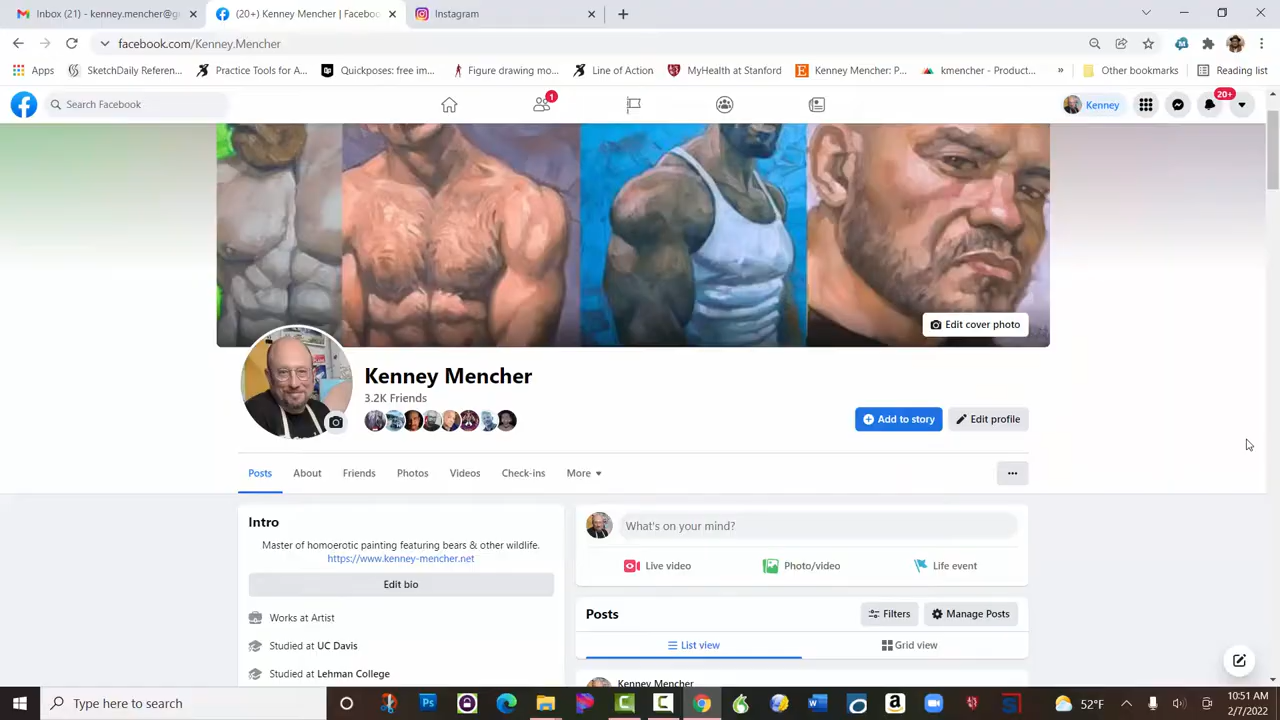 Inbox (21) - kenney.mencher@g
(20+) Kenney Mencher | Faceboo
Instagram
facebook.com/Kenney.Mencher
Apps
SketchDaily Referen...
Practice Tools for A...
Quickposes: free im...
Figure drawing mo...
Line of Action
MyHealth at Stanford
Kenney Mencher: P...
kmencher - Product...
»
Other bookmarks
Reading list
Search Facebook
1
Kenney
20+
Edit cover photo
Kenney Mencher
3.2K Friends
Add to story
Edit profile
Posts
About
Friends
Photos
Videos
Check-ins
More
Intro
Master of homoerotic painting featuring bears & other wildlife.
https://www.kenney-mencher.net
Edit bio
Works at Artist
Studied at UC Davis
Studied at Lehman College
What's on your mind?
Live video
Photo/video
Life event
Posts
Filters
Manage Posts
List view
Grid view
Kenney Mencher
Type here to search
52°F
10:51 AM
2/7/2022